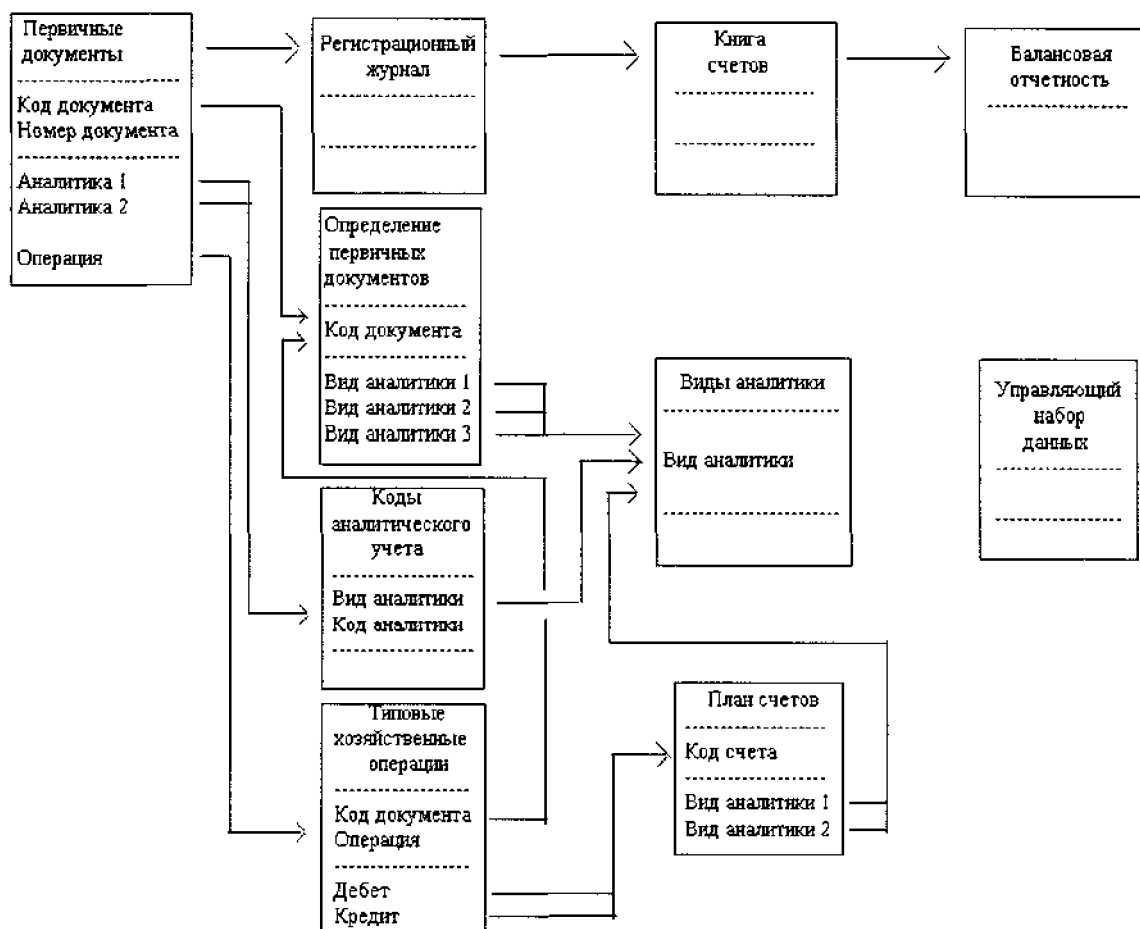 Первичные
документы
Код документа
Номер документа
Аналитика 1
Аналитика 2
Операция
Регистрационный
журнал
Книга
счетов
Балансовая
отчетность
Определение
первичных
документов
Код документа
Вид аналитики 1
Вид аналитики 2
Вид аналитики 3
Виды аналитики
Вид аналитики
Управляющий
набор
данных
Коды
аналитического
учета
Вид аналитики
Код аналитики
Типовые
хозяйственные
операции
Код документа
Операция
Дебет
Кредит
План счетов
Код счета
Вид аналитики 1
Вид аналитики 2